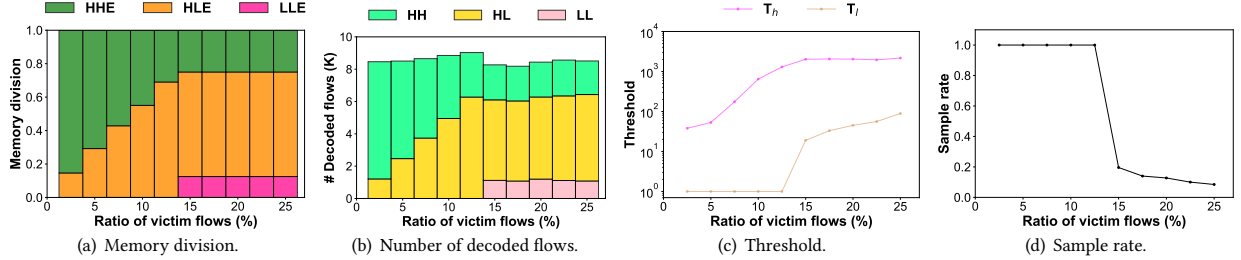 HHE HLE LLE
Memory division
1.0
0.8
0.6
0.4
0.2
0.0
0 5 10 15 20 25
Ratio of victim flows (%)
(a) Memory division.
HH HL LL
# Decoded flows (K)
10
8
6
4
2
0
0 5 10 15 20 25
Ratio of victim flows (%)
(b) Number of decoded flows.
T_h T_l
Threshold
10^4
10^3
10^2
10^1
10^0
0 5 10 15 20 25
Ratio of victim flows (%)
(c) Threshold.
Sample rate
1.0
0.8
0.6
0.4
0.2
0.0
0 5 10 15 20 25
Ratio of victim flows (%)
(d) Sample rate.